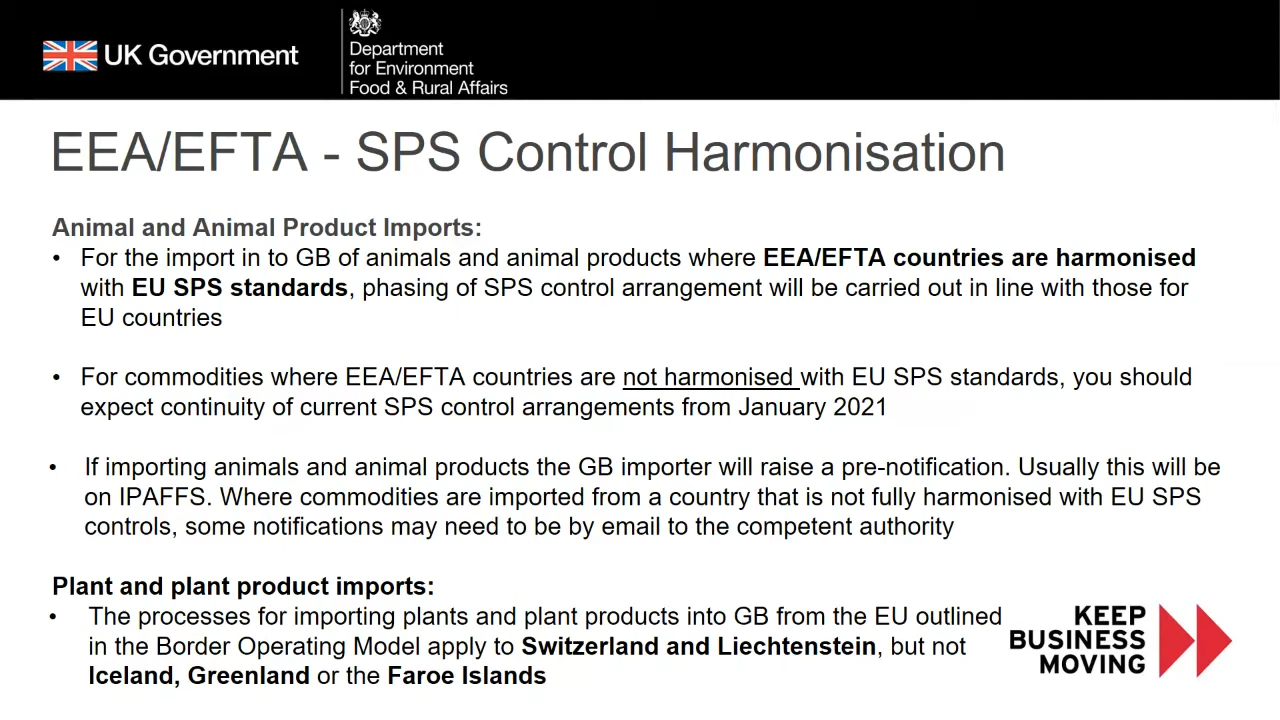 UK Government
Department
for Environment
Food & Rural Affairs
EEA/EFTA - SPS Control Harmonisation
Animal and Animal Product Imports:
• For the import in to GB of animals and animal products where EEA/EFTA countries are harmonised
with EU SPS standards, phasing of SPS control arrangement will be carried out in line with those for
EU countries
• For commodities where EEA/EFTA countries are not harmonised with EU SPS standards, you should
expect continuity of current SPS control arrangements from January 2021
• If importing animals and animal products the GB importer will raise a pre-notification. Usually this will be
on IPAFFS. Where commodities are imported from a country that is not fully harmonised with EU SPS
controls, some notifications may need to be by email to the competent authority
Plant and plant product imports:
• The processes for importing plants and plant products into GB from the EU outlined
in the Border Operating Model apply to Switzerland and Liechtenstein, but not
Iceland, Greenland or the Faroe Islands
KEEP
BUSINESS
MOVING